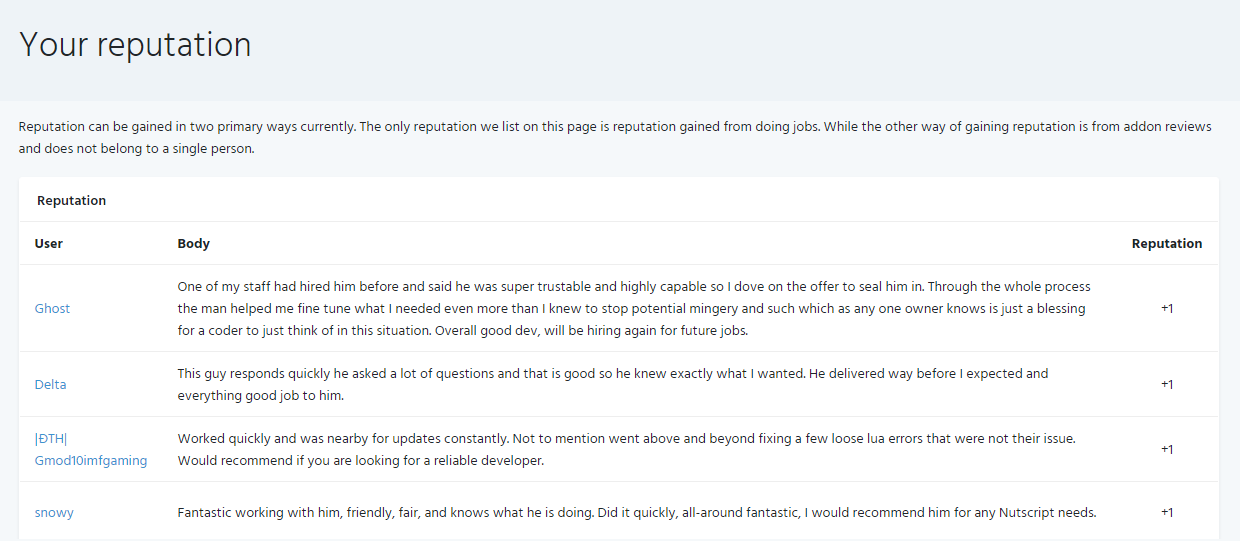 Your reputation
Reputation can be gained in two primary ways currently. The only reputation we list on this page is reputation gained from doing jobs. While the other way of gaining reputation is from addon reviews
and does not belong to a single person.
Reputation
User Body Reputation
Ghost
One of my staff had hired him before and said he was super trustable and highly capable so I dove on the offer to seal him in. Through the whole process
the man helped me fine tune what I needed even more than I knew to stop potential mingery and such which as any one owner knows is just a blessing
for a coder to just think of in this situation. Overall good dev, will be hiring again for future jobs.
+1
Delta
This guy responds quickly he asked a lot of questions and that is good so he knew exactly what I wanted. He delivered way before I expected and
everything good job to him.
+1
|ĐTH|
Gmod10imfgaming
Worked quickly and was nearby for updates constantly. Not to mention went above and beyond fixing a few loose lua errors that were not their issue.
Would recommend if you are looking for a reliable developer.
+1
snowy
Fantastic working with him, friendly, fair, and knows what he is doing. Did it quickly, all-around fantastic, I would recommend him for any Nutscript needs.
+1